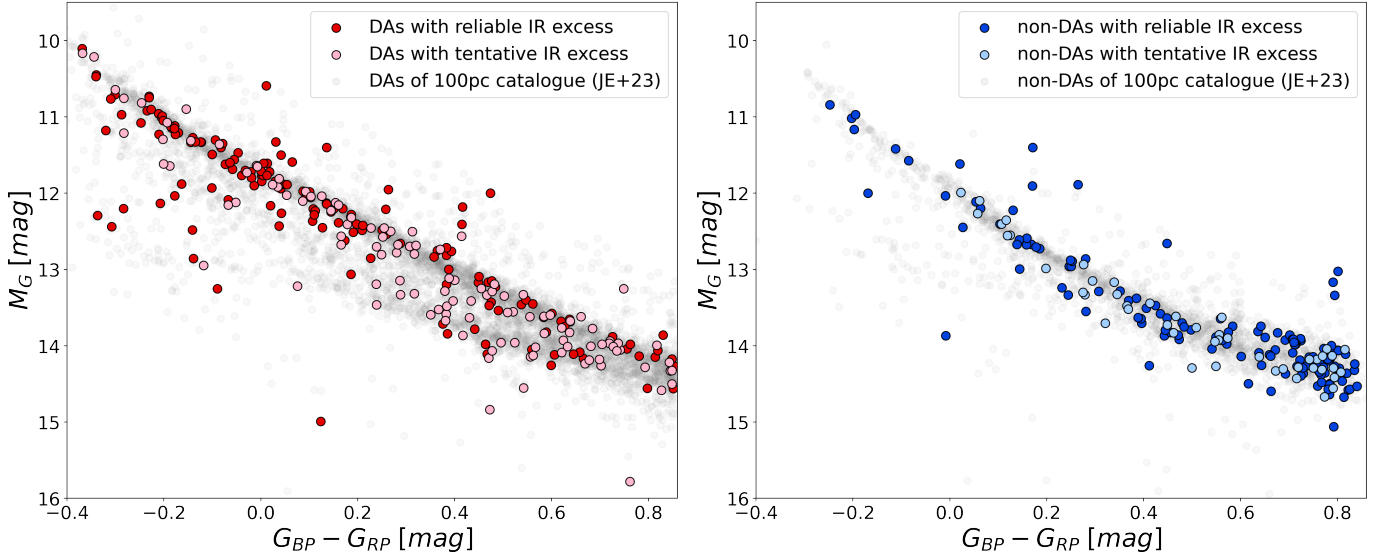 DAs with reliable IR excess
DAs with tentative IR excess
DAs of 100pc catalogue (JE+23)
10
11
12
13
14
15
16
M_G [mag]
−0.4
−0.2
0.0
0.2
0.4
0.6
0.8
G_BP − G_RP [mag]
non-DAs with reliable IR excess
non-DAs with tentative IR excess
non-DAs of 100pc catalogue (JE+23)
10
11
12
13
14
15
16
M_G [mag]
−0.4
−0.2
0.0
0.2
0.4
0.6
0.8
G_BP − G_RP [mag]